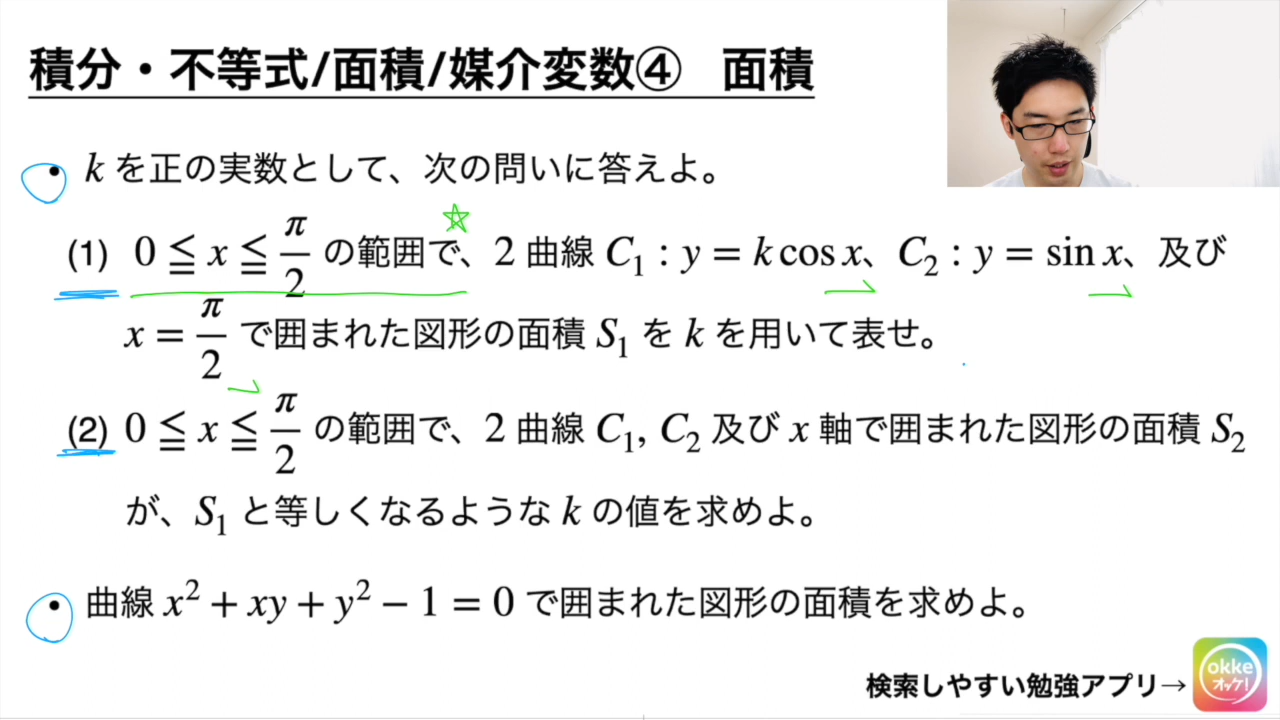 積分・不等式/面積/媒介変数④ 面積
k を正の実数として、次の問いに答えよ。
(1) 0 ≦ x ≦ π/2 の範囲で、2 曲線 C₁ : y = k cos x、C₂ : y = sin x、及び
x = π/2 で囲まれた図形の面積 S₁ を k を用いて表せ。
(2) 0 ≦ x ≦ π/2 の範囲で、2 曲線 C₁, C₂ 及び x 軸で囲まれた図形の面積 S₂
が、S₁ と等しくなるような k の値を求めよ。
曲線 x² + xy + y² − 1 = 0 で囲まれた図形の面積を求めよ。
検索しやすい勉強アプリ→
okke
オッケ!